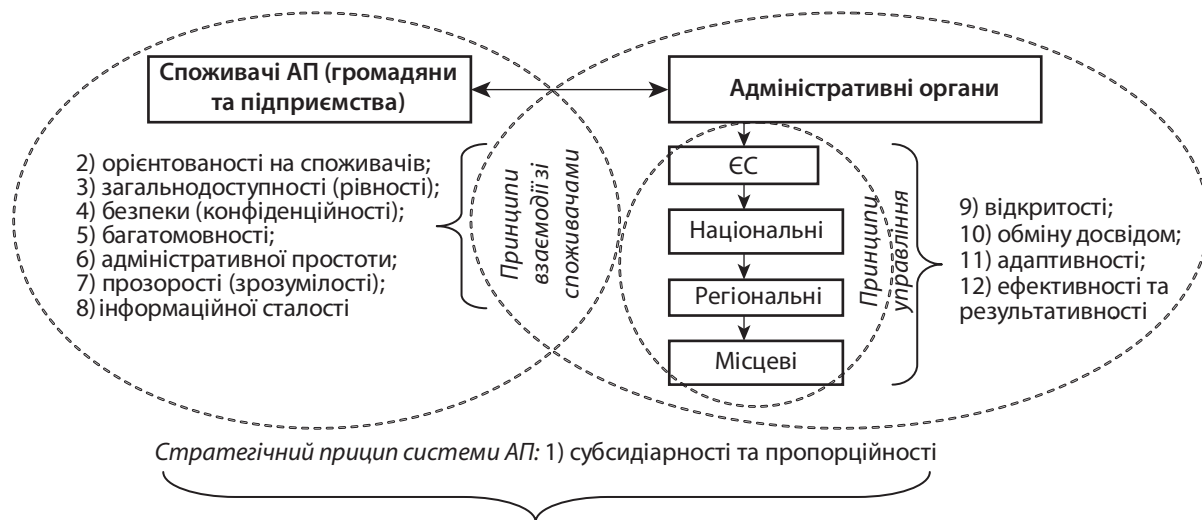 Споживачі АП (громадяни
та підприємства)
Адміністративні органи
2) орієнтованості на споживачів;
3) загальнодоступності (рівності);
4) безпеки (конфіденційності);
5) багатомовності;
6) адміністративної простоти;
7) прозорості (зрозумілості);
8) інформаційної сталості
Принципи
взаємодії зі
споживачами
ЄС
Національні
Регіональні
Місцеві
Принципи
управління
9) відкритості;
10) обміну досвідом;
11) адаптивності;
12) ефективності та
результативності
Стратегічний прицип системи АП: 1) субсидіарності та пропорційності